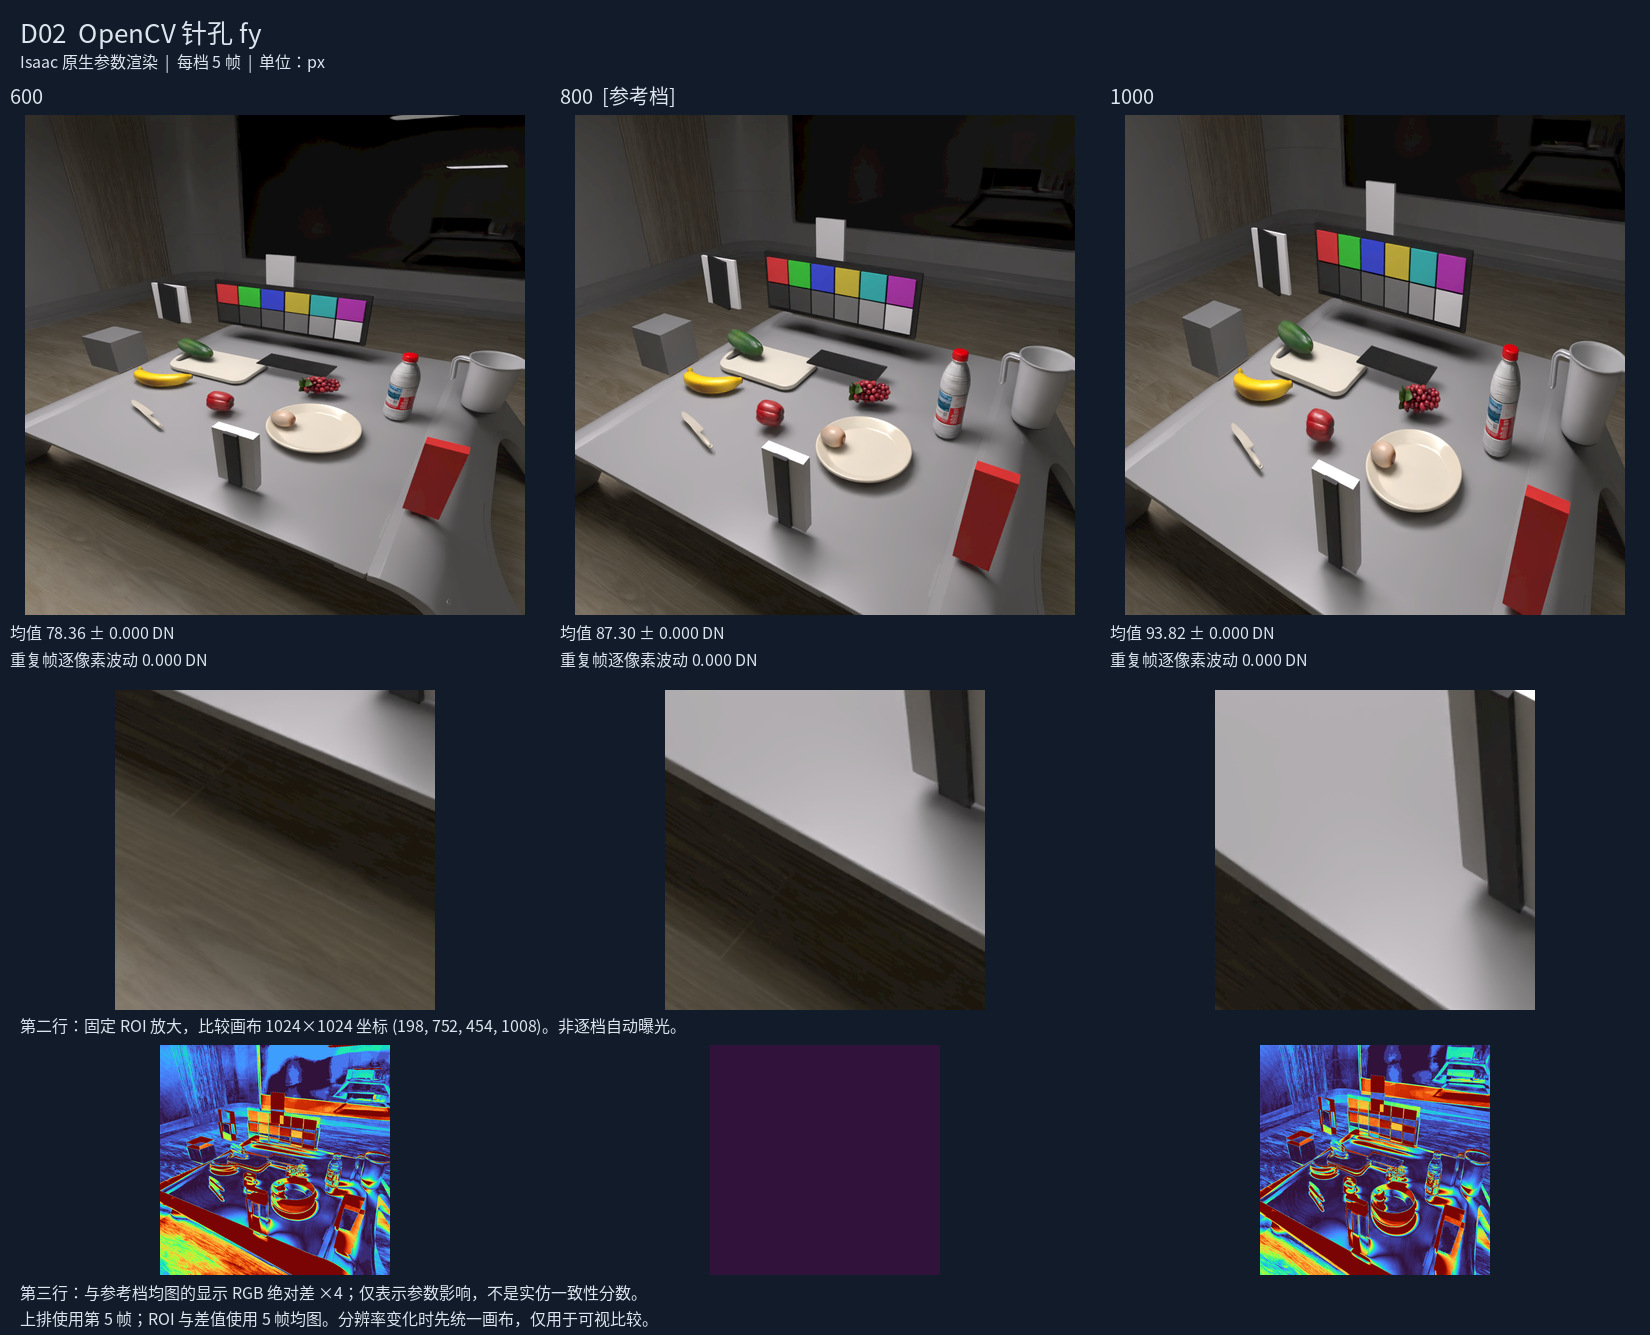 D02 OpenCV 针孔 fy
Isaac 原生参数渲染 | 每档 5 帧 | 单位：px
600
800 [参考档]
1000
均值 78.36 ± 0.000 DN
重复帧逐像素波动 0.000 DN
均值 87.30 ± 0.000 DN
重复帧逐像素波动 0.000 DN
均值 93.82 ± 0.000 DN
重复帧逐像素波动 0.000 DN
第二行：固定 ROI 放大，比较画布 1024×1024 坐标 (198, 752, 454, 1008)。非逐档自动曝光。
第三行：与参考档均图的显示 RGB 绝对差 ×4；仅表示参数影响，不是实仿一致性分数。
上排使用第 5 帧；ROI 与差值使用 5 帧均图。分辨率变化时先统一画布，仅用于可视比较。